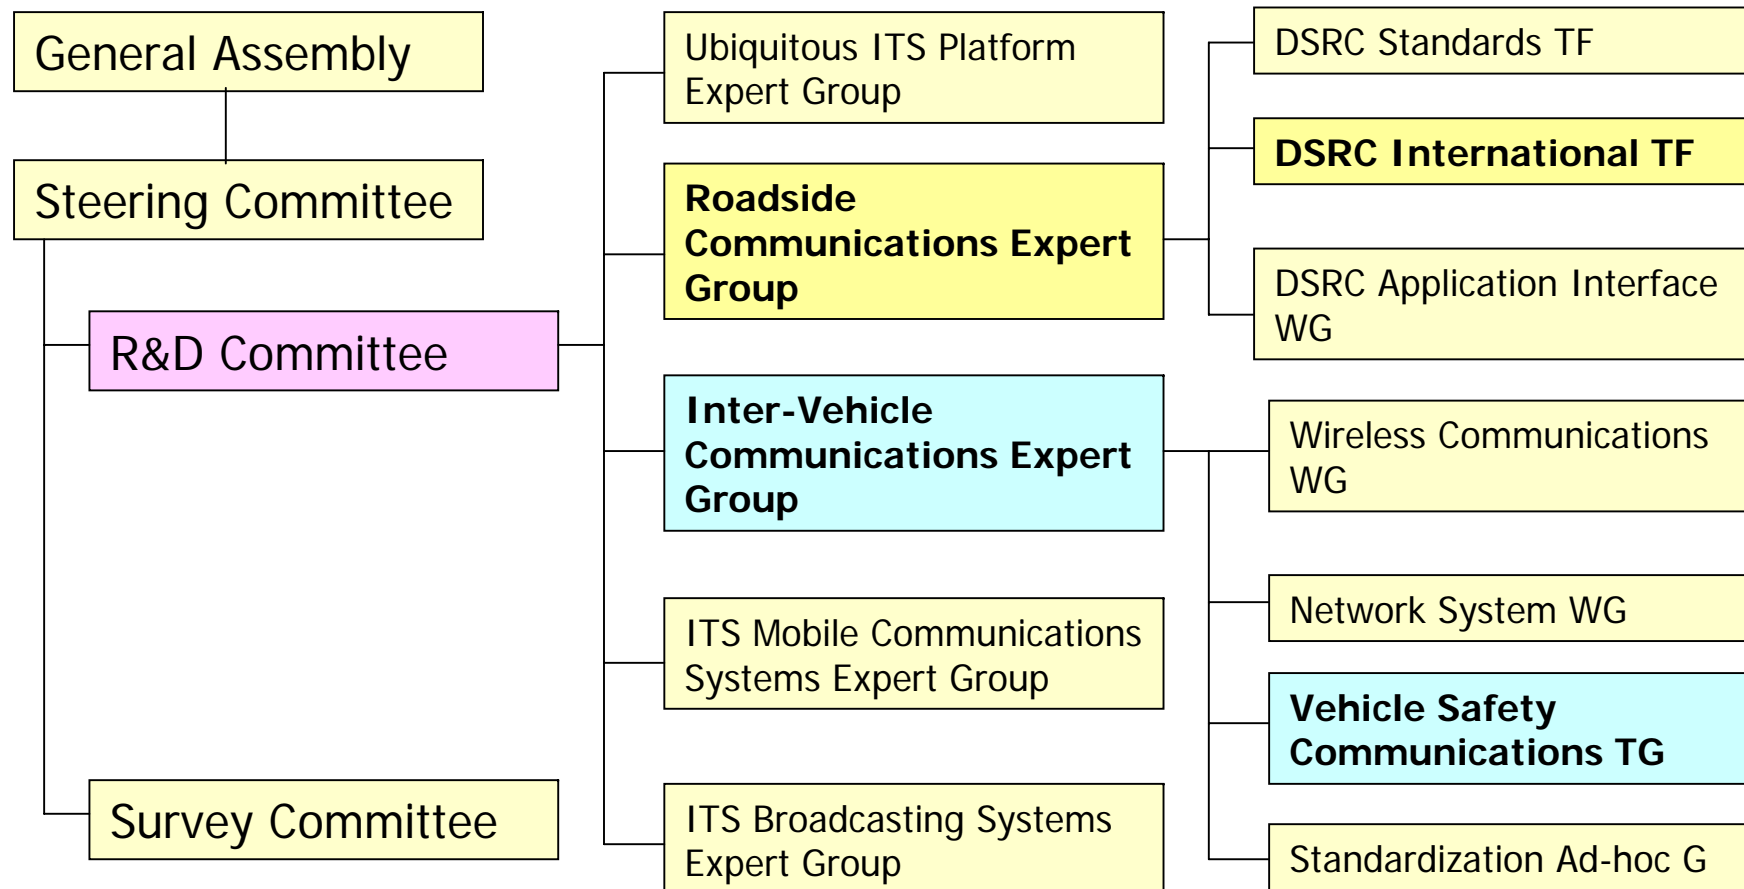 General Assembly
Steering Committee
R&D Committee
Survey Committee
Ubiquitous ITS Platform
Expert Group
Roadside
Communications Expert
Group
Inter-Vehicle
Communications Expert
Group
ITS Mobile Communications
Systems Expert Group
ITS Broadcasting Systems
Expert Group
DSRC Standards TF
DSRC International TF
DSRC Application Interface
WG
Wireless Communications
WG
Network System WG
Vehicle Safety
Communications TG
Standardization Ad-hoc G